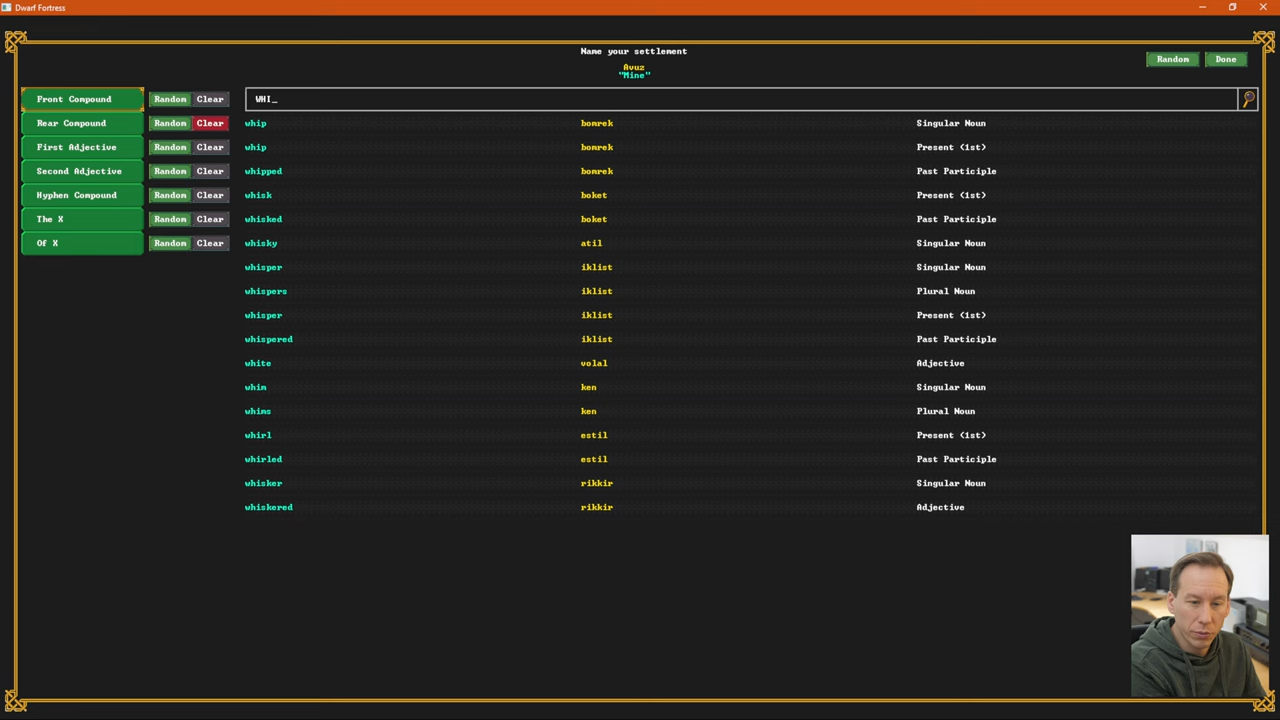 Dwarf Fortress
Name your settlement
Avuz
"Mine"
Random Done
Front Compound Random Clear WHI_
Rear Compound Random Clear whip bomrek Singular Noun
First Adjective Random Clear whip bomrek Present (1st)
Second Adjective Random Clear whipped bomrek Past Participle
Hyphen Compound Random Clear whisk boket Present (1st)
The X Random Clear whisked boket Past Participle
Of X Random Clear whisky atil Singular Noun
whisper iklist Singular Noun
whispers iklist Plural Noun
whisper iklist Present (1st)
whispered iklist Past Participle
white volal Adjective
whim ken Singular Noun
whims ken Plural Noun
whirl estil Present (1st)
whirled estil Past Participle
whisker rikkir Singular Noun
whiskered rikkir Adjective